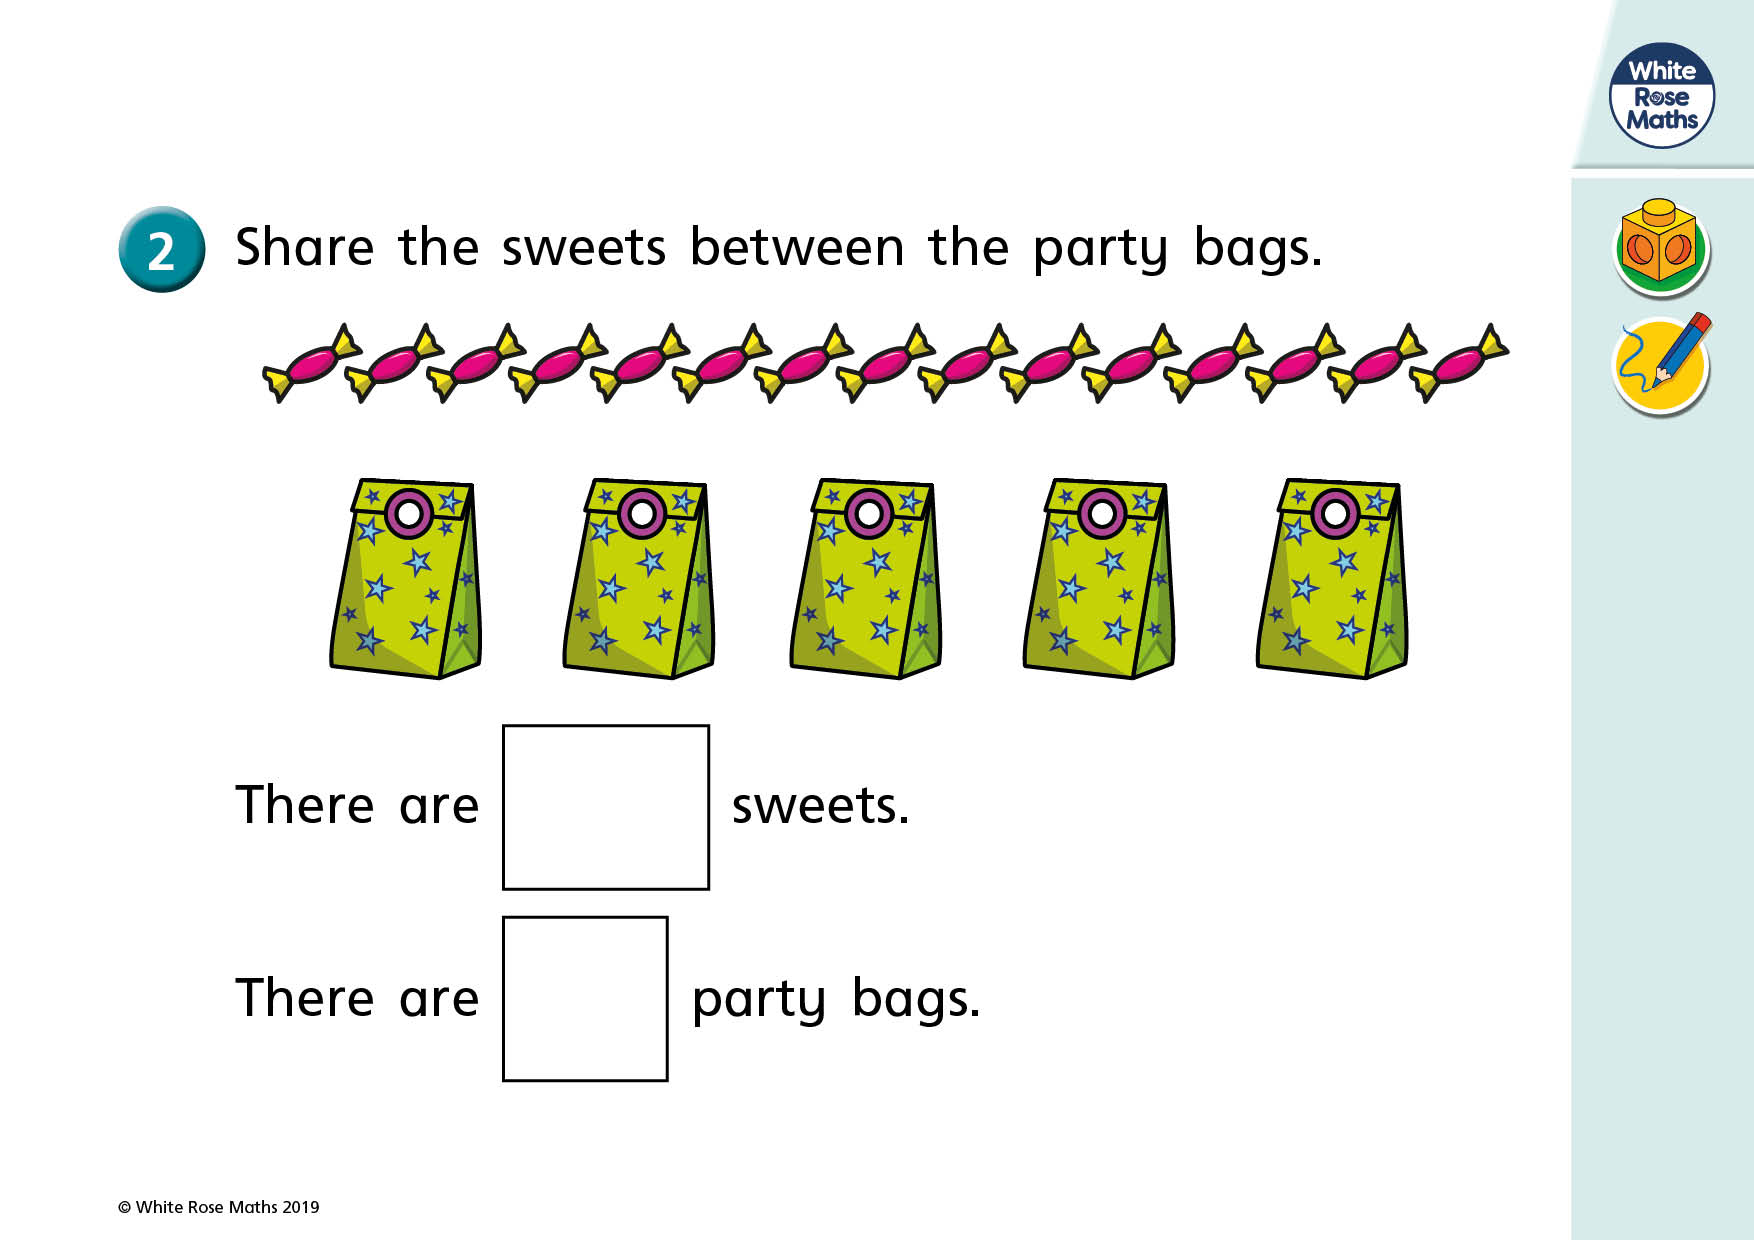 White
Rose
Maths
2 Share the sweets between the party bags.
There are sweets.
There are party bags.
© White Rose Maths 2019